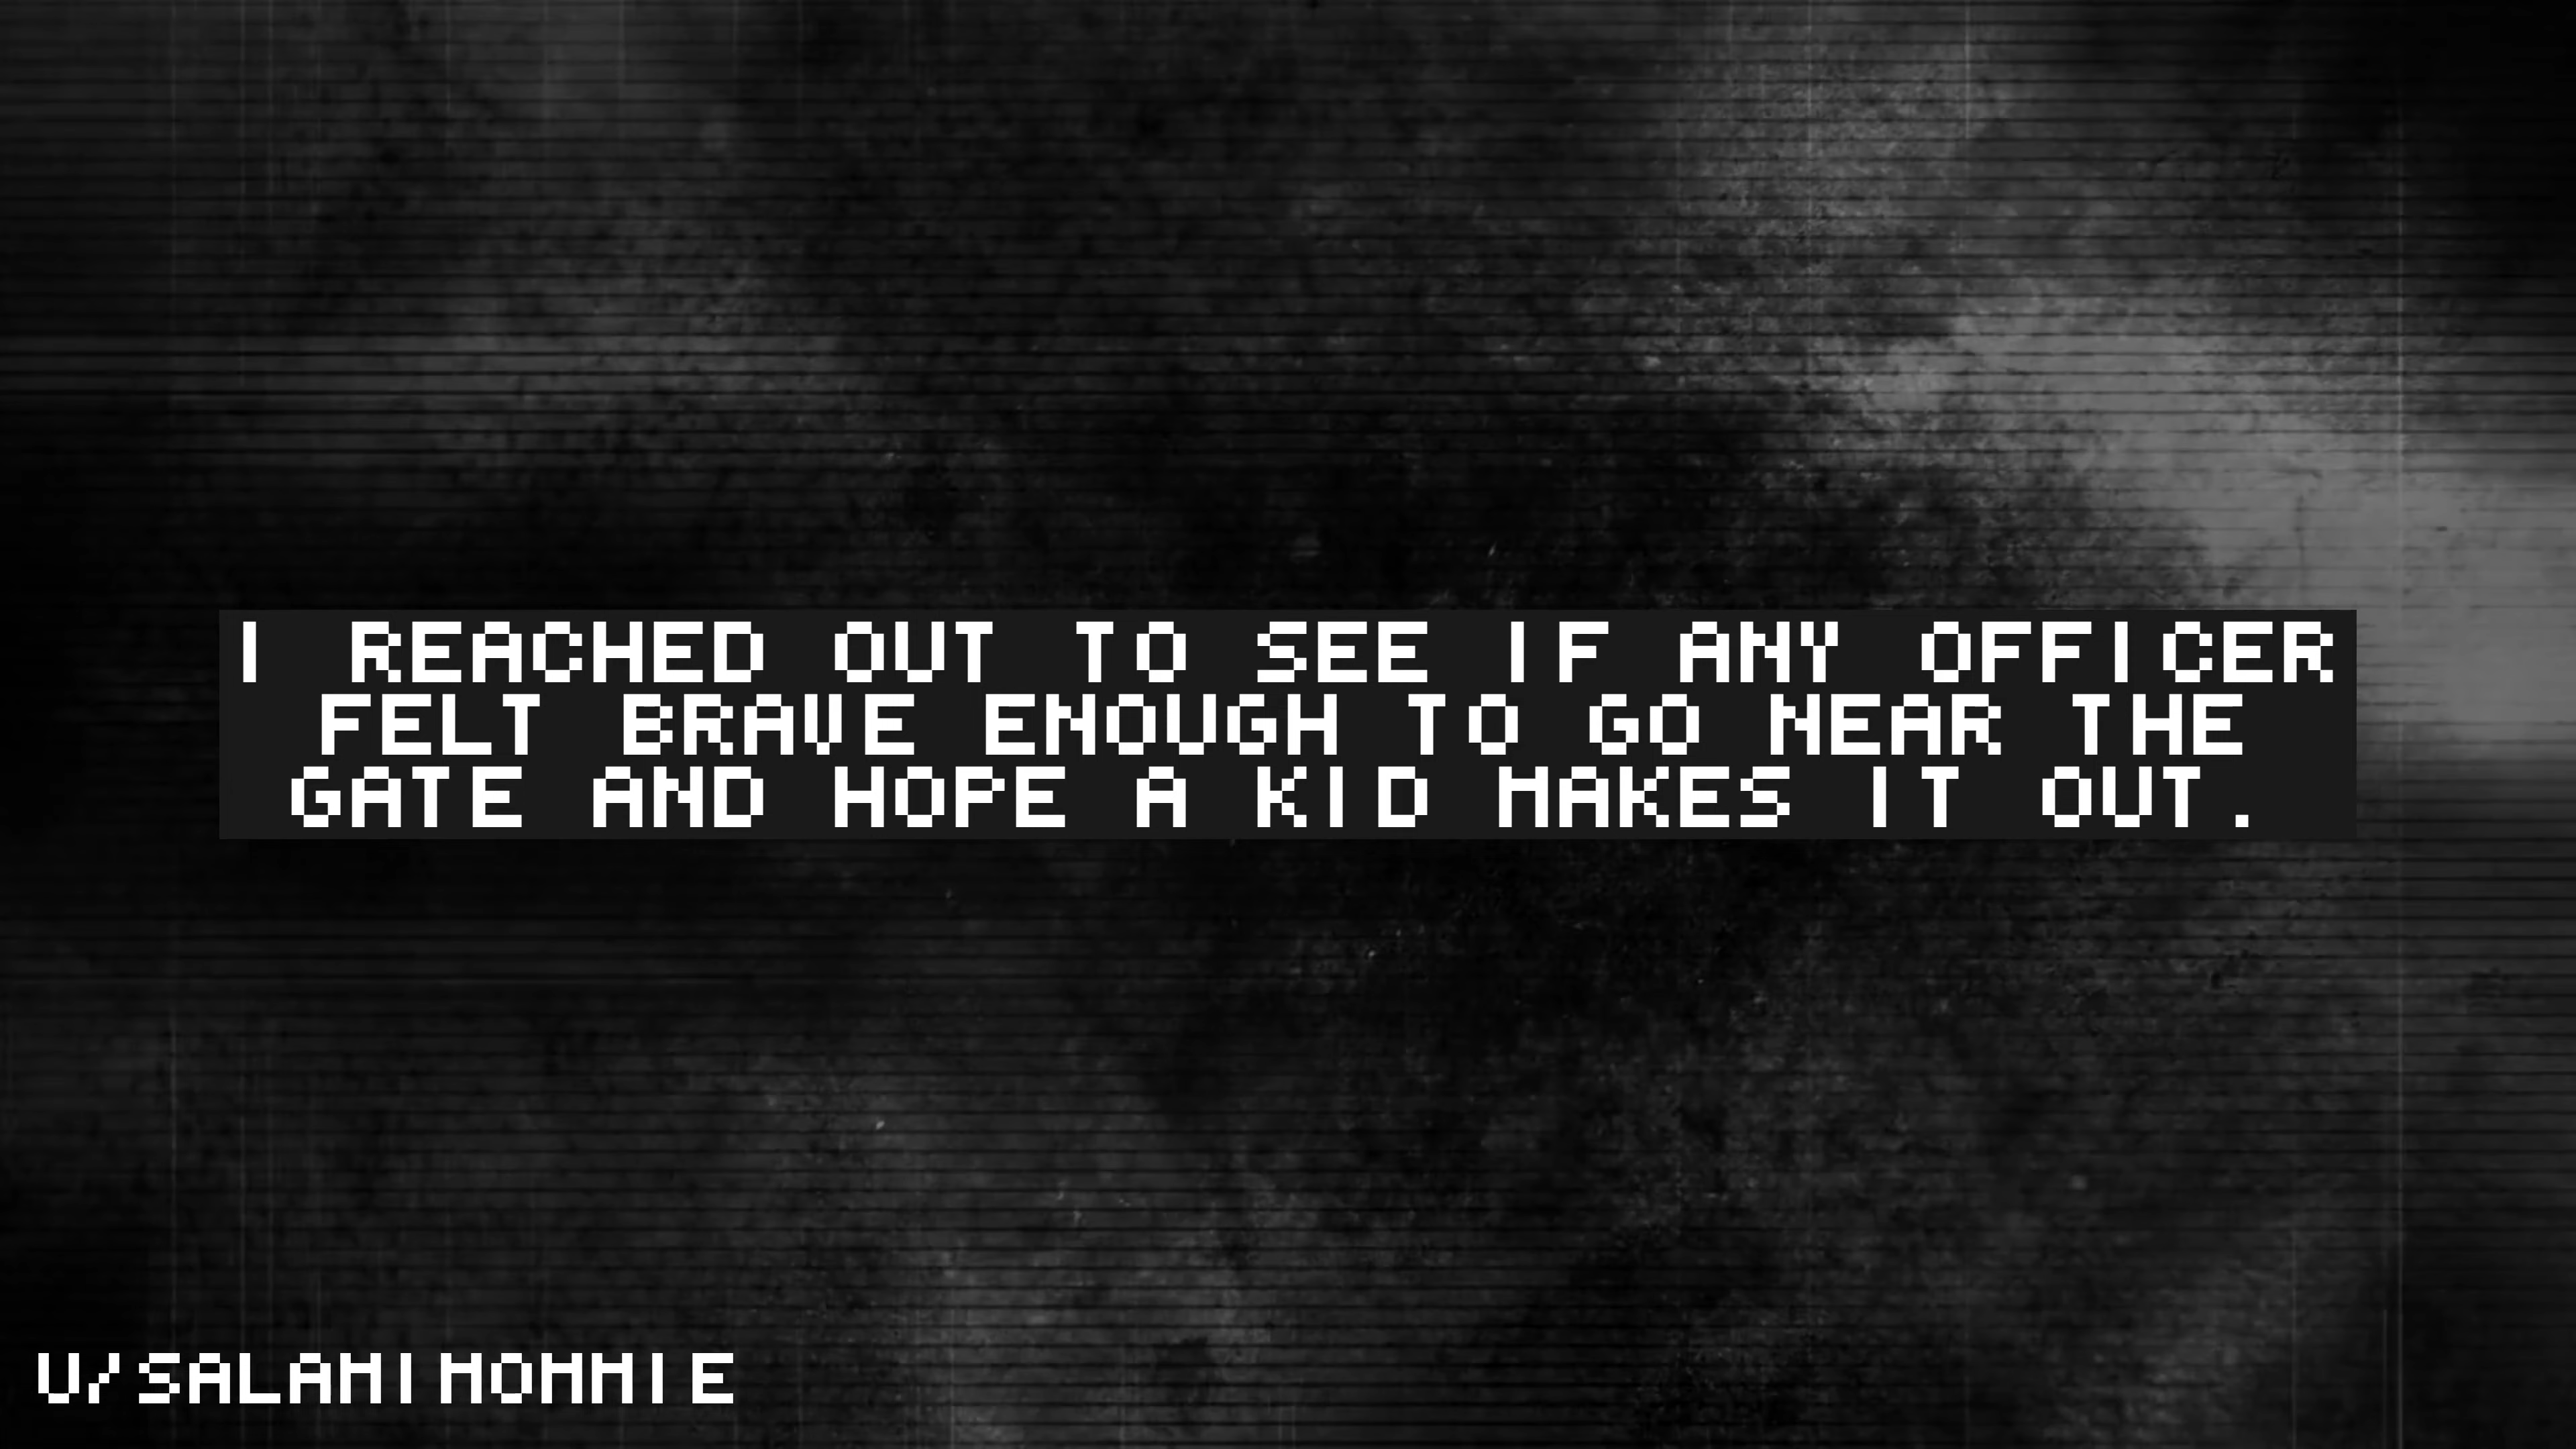 I REACHED OUT TO SEE IF ANY OFFICER
FELT BRAVE ENOUGH TO GO NEAR THE
GATE AND HOPE A KID MAKES IT OUT.
U/SALAMIMOMMIE